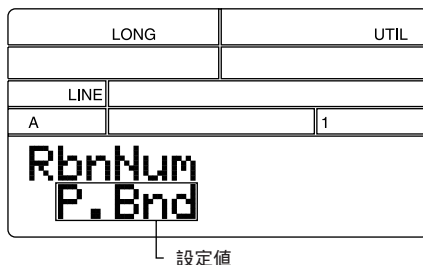 LONG UTIL
LINE
A 1
RbnNum
P.Bnd
設定値